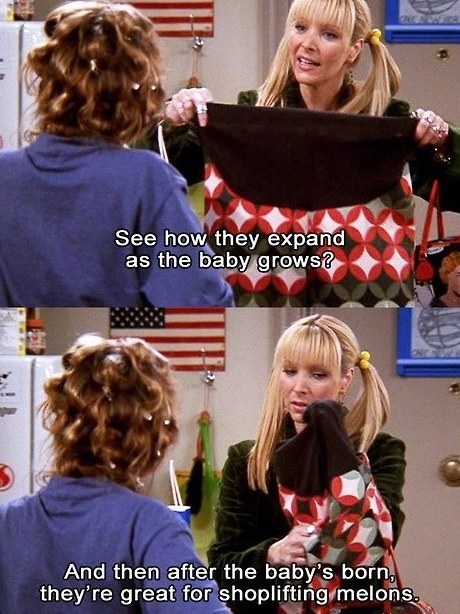 See how they expand
as the baby grows?
And then after the baby's born,
they're great for shoplifting melons.